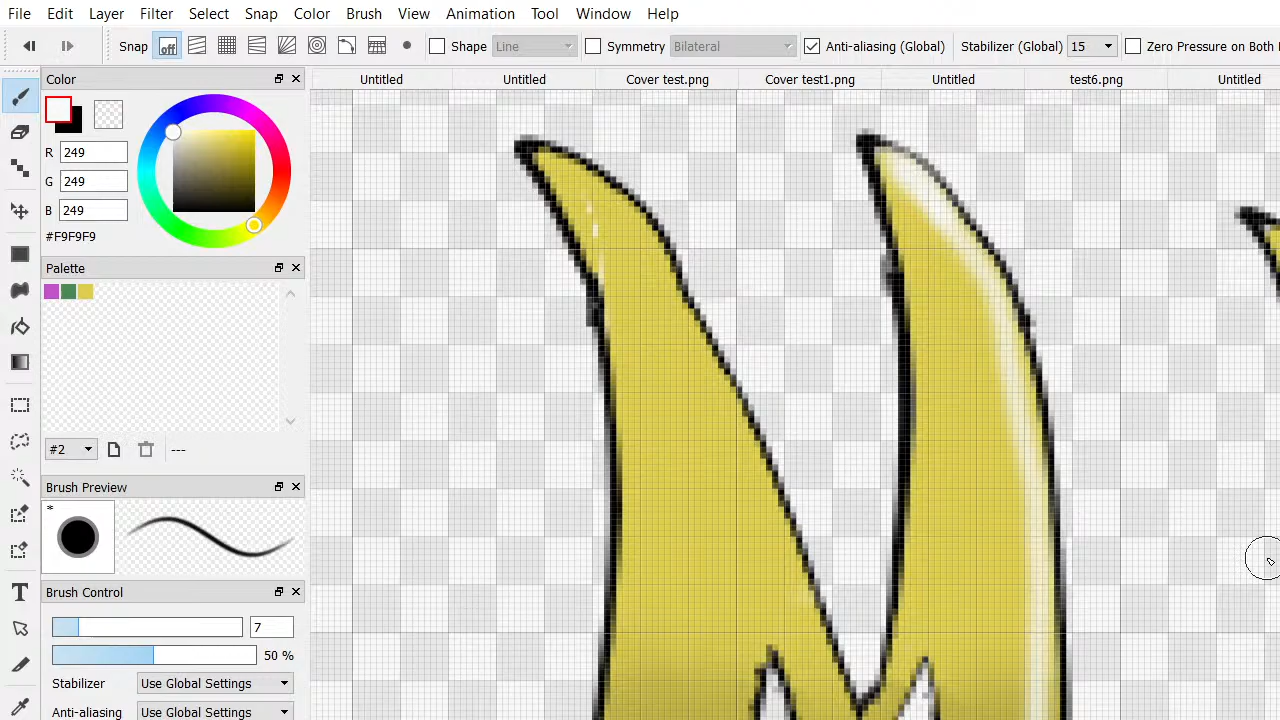 File Edit Layer Filter Select Snap Color Brush View Animation Tool Window Help
Snap off Shape Line Symmetry Bilateral Anti-aliasing (Global) Stabilizer (Global) 15 Zero Pressure on Both
Color
Untitled Untitled Cover test.png Cover test1.png Untitled test6.png Untitled
R 249
G 249
B 249
#F9F9F9
Palette
#2 ---
Brush Preview
*
Brush Control
7
50 %
Stabilizer Use Global Settings
Anti-aliasing Use Global Settings